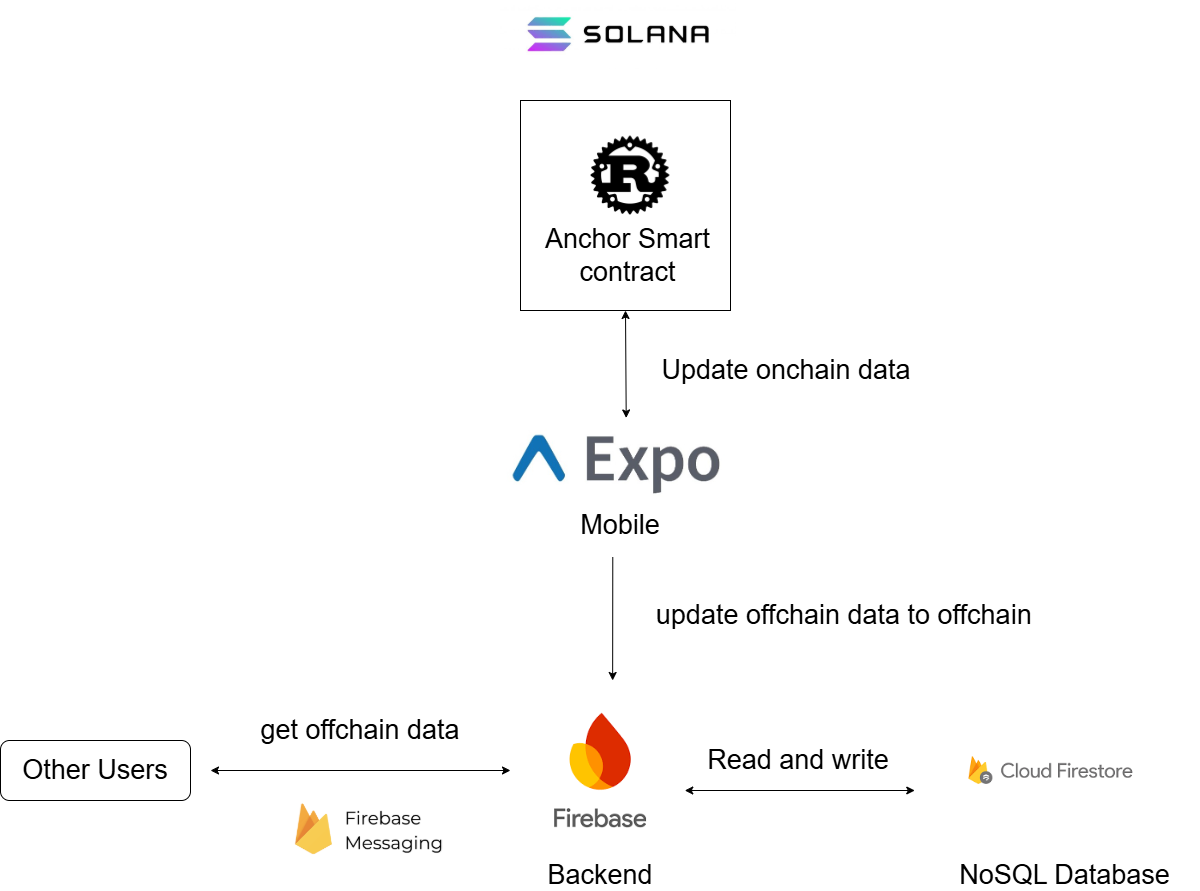 SOLANA
R
Anchor Smart
contract
Update onchain data
Expo
Mobile
update offchain data to offchain
get offchain data
Other Users
Firebase
Messaging
Firebase
Backend
Read and write
Cloud Firestore
NoSQL Database